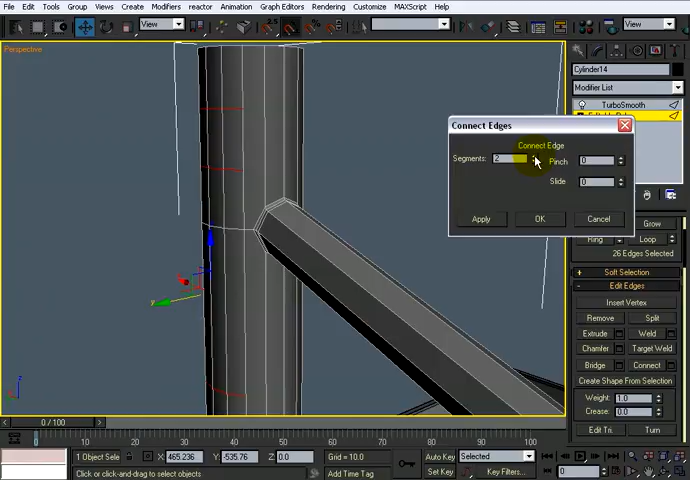 File Edit Tools Group Views Create Modifiers reactor Animation Graph Editors Rendering Customize MAXScript Help
View 2.5 View
Perspective
Cylinder14
Modifier List
TurboSmooth
Connect Edges
Connect Edge
Segments: 2 Pinch 0
Slide 0
Apply OK Cancel
Grow
Ring Loop
26 Edges Selected
+ Soft Selection
- Edit Edges
Insert Vertex
Remove Split
Extrude Weld
Chamfer Target Weld
Bridge Connect
Create Shape From Selection
Weight: 1.0
Crease: 0.0
Edit Tri. Turn
y
z
0 / 100
0 10 20 30 40 50 60 70 80 90 100
1 Object Sele X: 465.236 Y: -535.76 Z: 0.0 Grid = 10.0 Auto Key Selected
Click or click-and-drag to select objects Add Time Tag Set Key Key Filters... 0